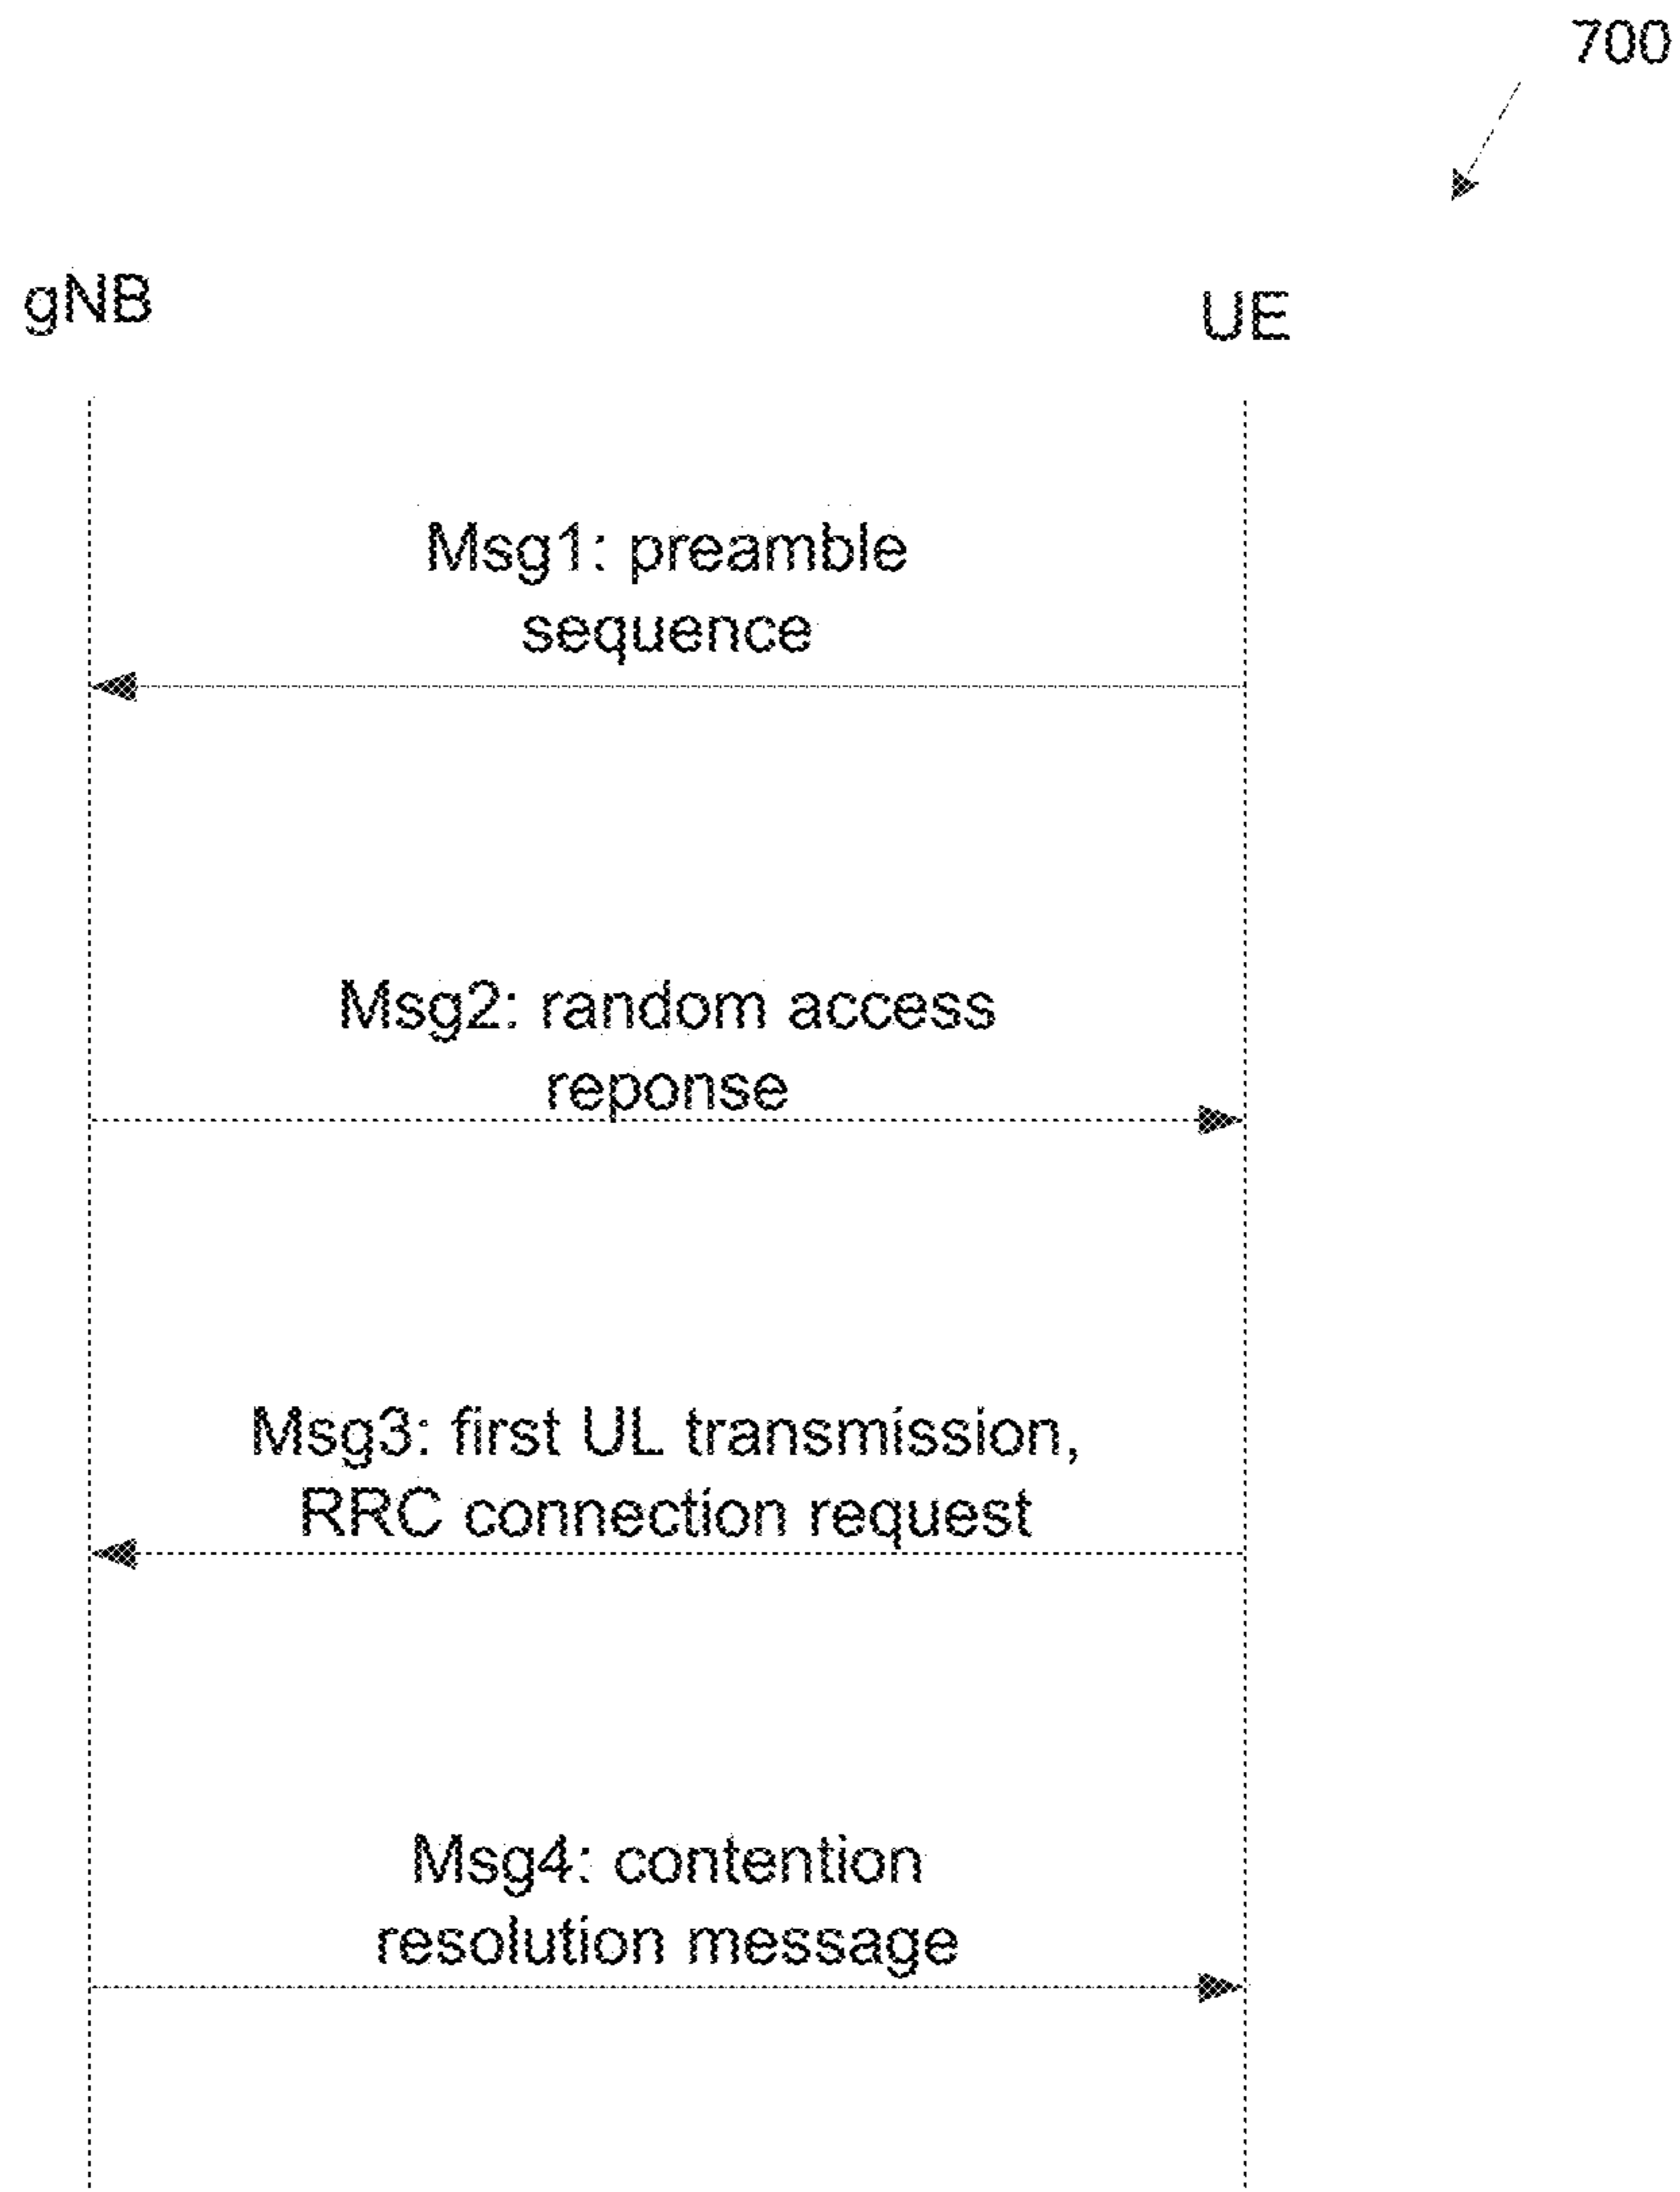 700
gNB
UE
Msg1: preamble
sequence
Msg2: random access
reponse
Msg3: first UL transmission,
RRC connection request
Msg4: contention
resolution message